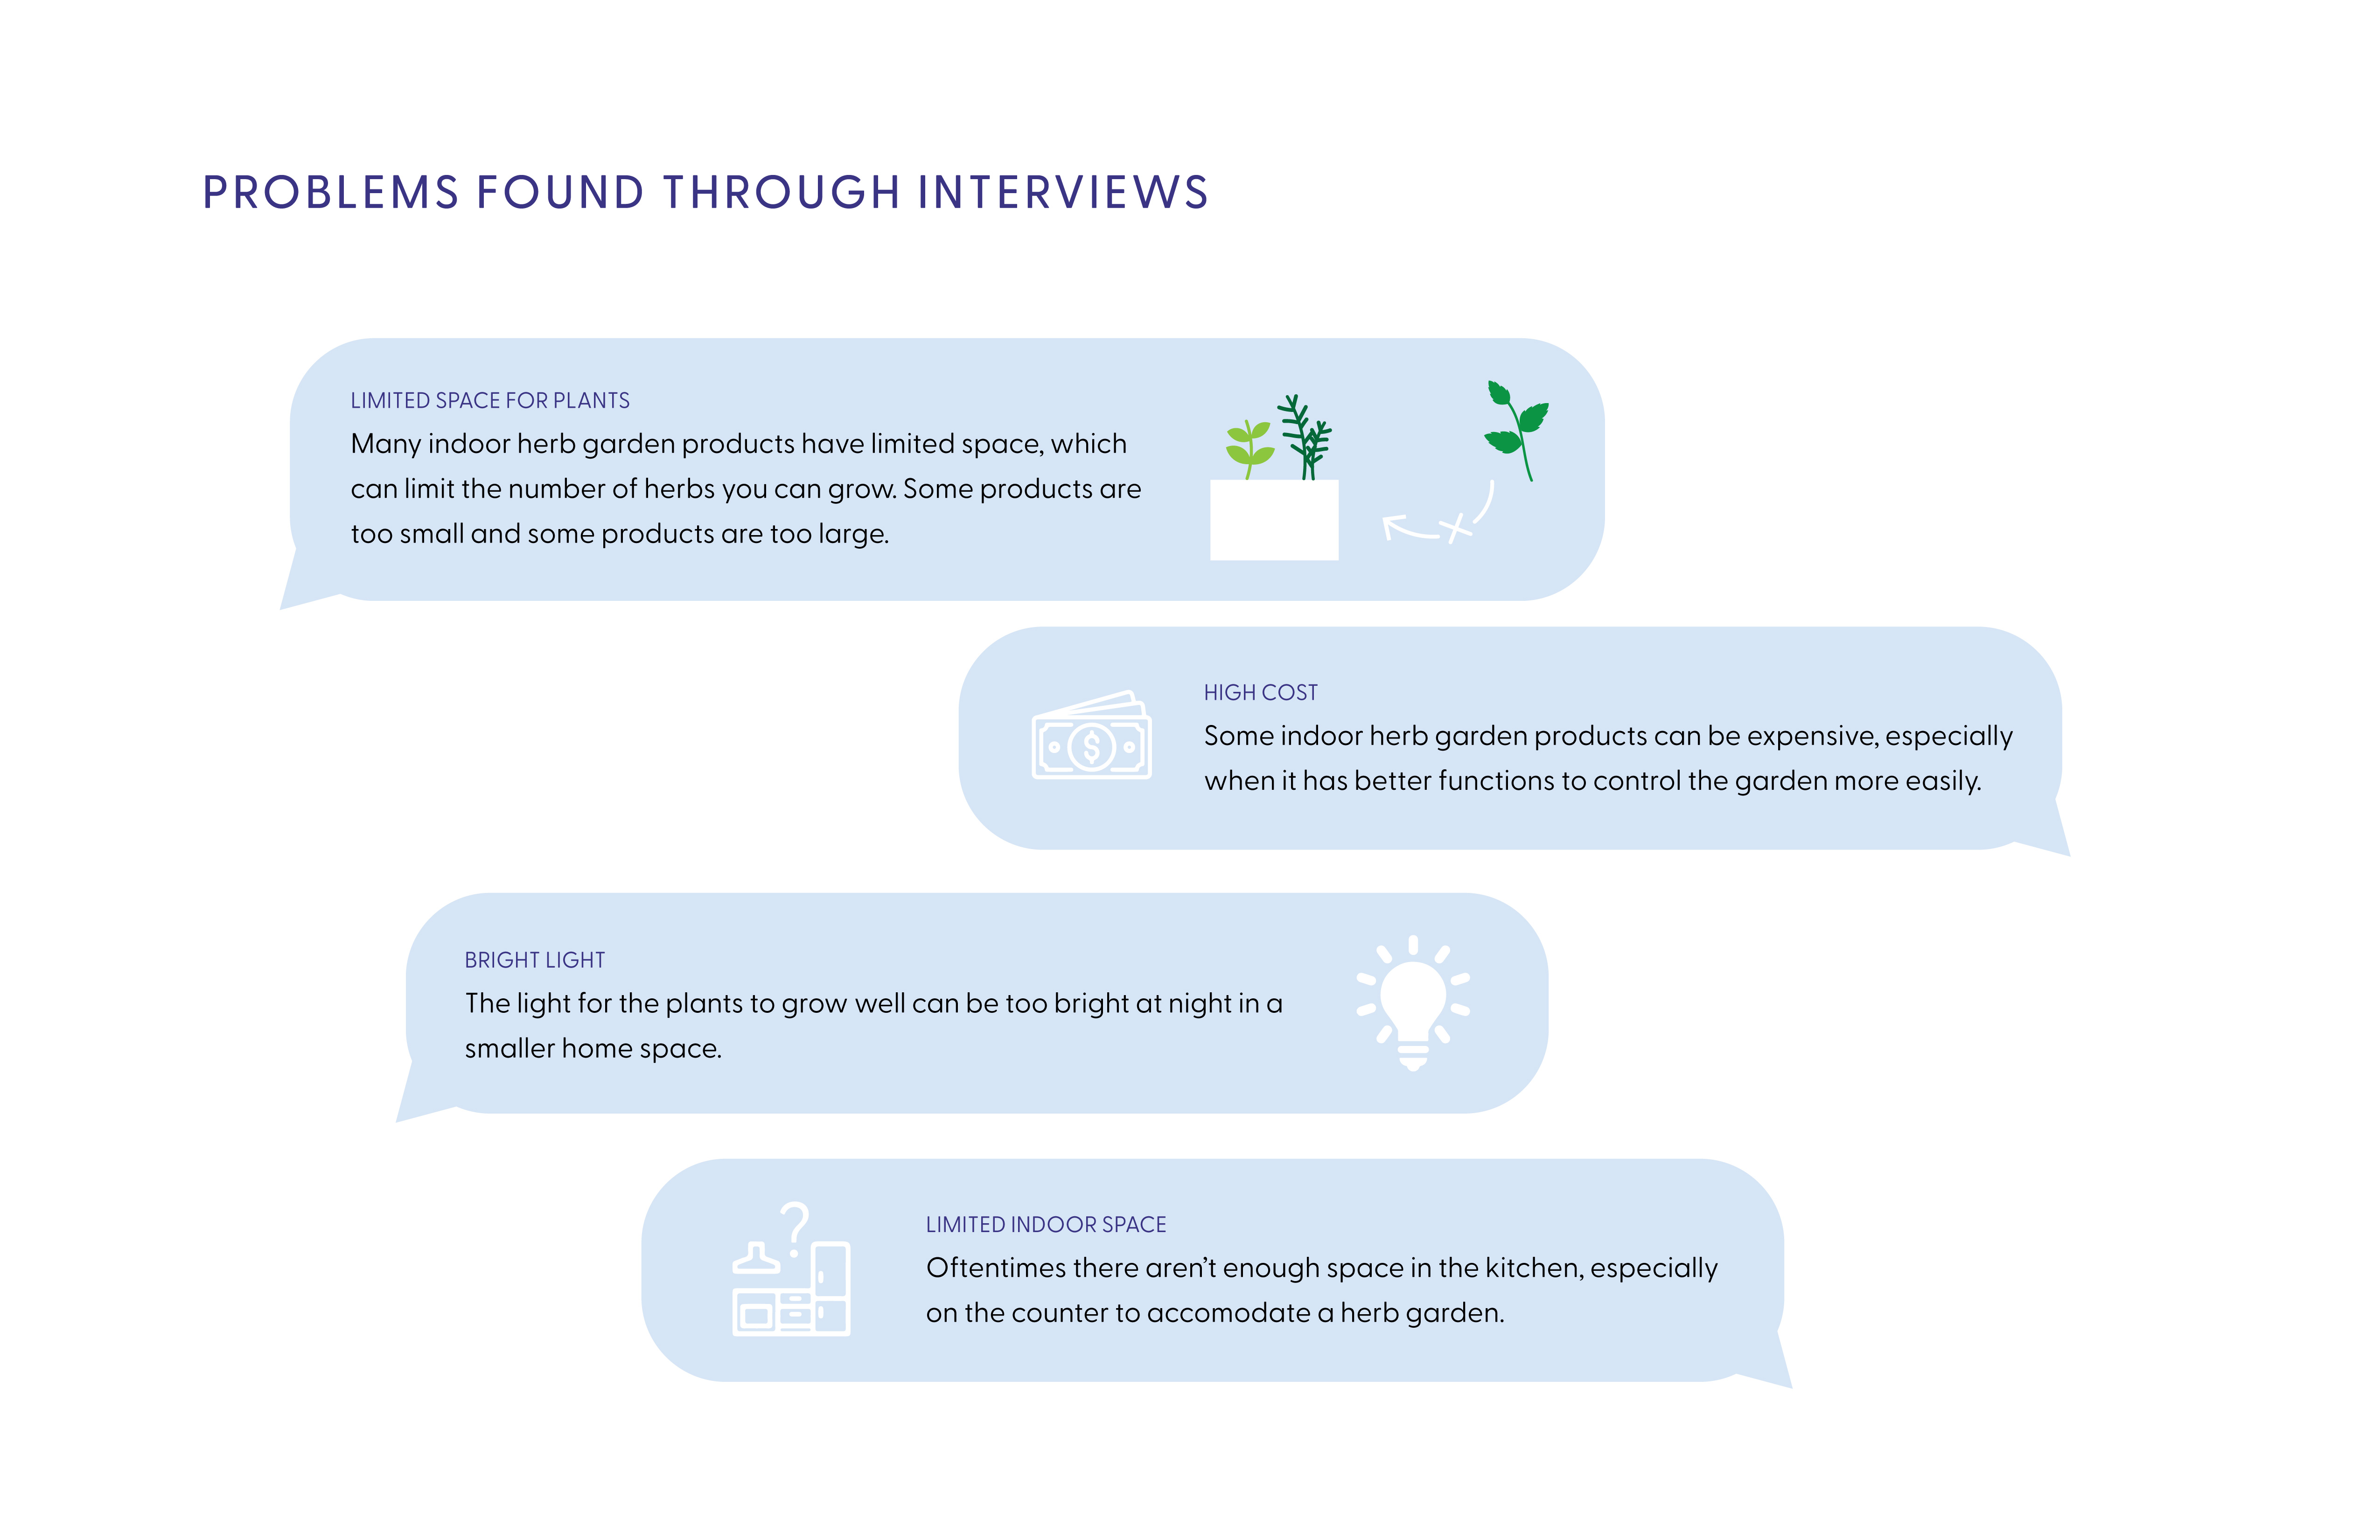 PROBLEMS FOUND THROUGH INTERVIEWS
LIMITED SPACE FOR PLANTS
Many indoor herb garden products have limited space, which
can limit the number of herbs you can grow. Some products are
too small and some products are too large.
HIGH COST
Some indoor herb garden products can be expensive, especially
when it has better functions to control the garden more easily.
BRIGHT LIGHT
The light for the plants to grow well can be too bright at night in a
smaller home space.
LIMITED INDOOR SPACE
Oftentimes there aren’t enough space in the kitchen, especially
on the counter to accomodate a herb garden.